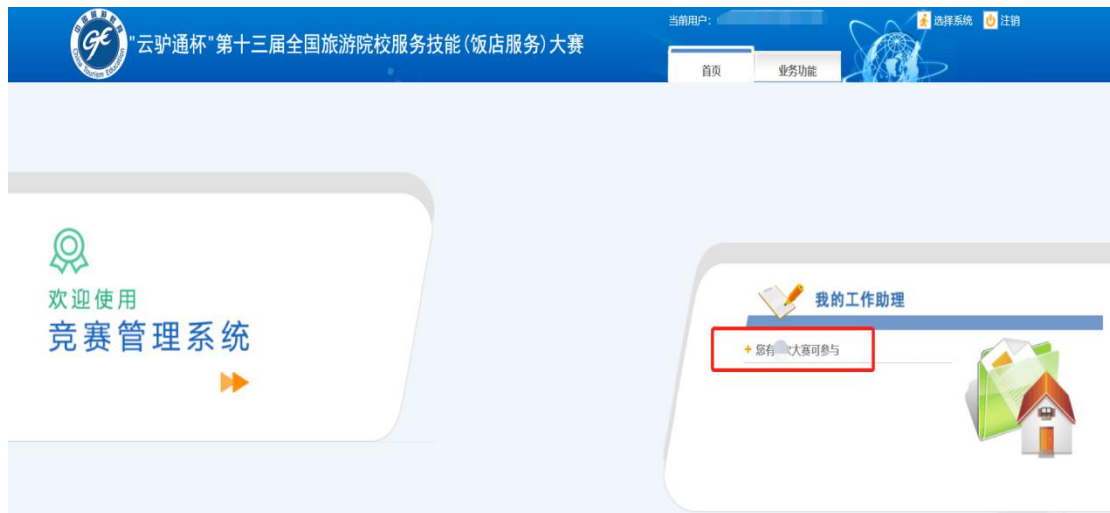 "云驴通杯"第十三届全国旅游院校服务技能(饭店服务)大赛
当前用户:
选择系统
注销
首页
业务功能
欢迎使用
竞赛管理系统
我的工作助理
+ 您有 次大赛可参与